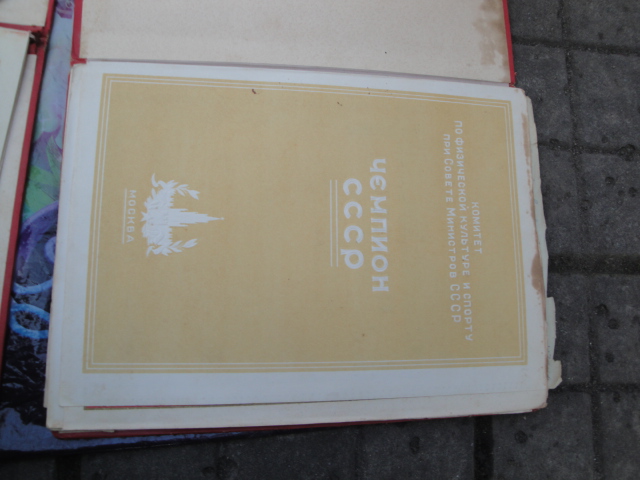 КОМИТЕТ
ПО ФИЗИЧЕСКОЙ КУЛЬТУРЕ И СПОРТУ
ПРИ СОВЕТЕ МИНИСТРОВ СССР
ЧЕМПИОН
СССР
МОСКВА